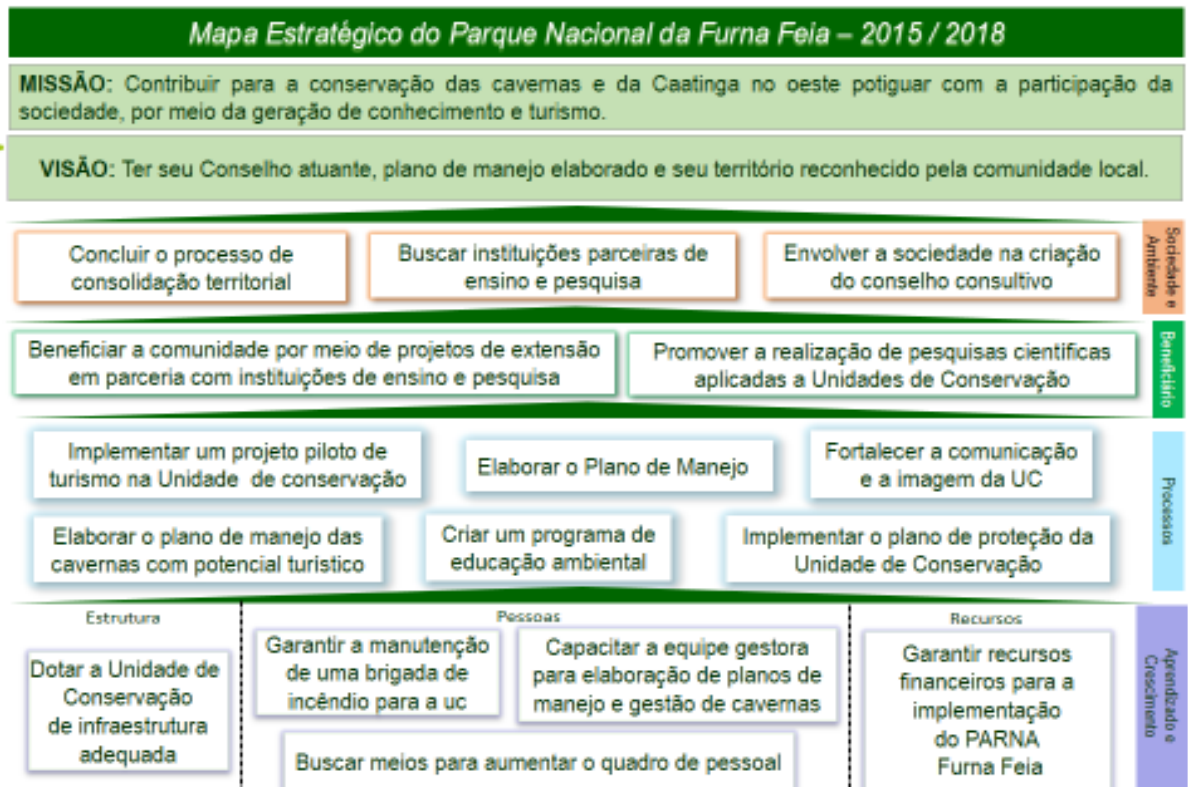 Mapa Estratégico do Parque Nacional da Furna Feia – 2015 / 2018
MISSÃO: Contribuir para a conservação das cavernas e da Caatinga no oeste potiguar com a participação da
sociedade, por meio da geração de conhecimento e turismo.
VISÃO: Ter seu Conselho atuante, plano de manejo elaborado e seu território reconhecido pela comunidade local.
Concluir o processo de
consolidação territorial
Buscar instituições parceiras de
ensino e pesquisa
Envolver a sociedade na criação
do conselho consultivo
Sociedade e
Ambiente
Beneficiar a comunidade por meio de projetos de extensão
em parceria com instituições de ensino e pesquisa
Promover a realização de pesquisas científicas
aplicadas a Unidades de Conservação
Beneficiário
Implementar um projeto piloto de
turismo na Unidade de conservação
Elaborar o Plano de Manejo
Fortalecer a comunicação
e a imagem da UC
Elaborar o plano de manejo das
cavernas com potencial turístico
Criar um programa de
educação ambiental
Implementar o plano de proteção da
Unidade de Conservação
Processos
Estrutura
Dotar a Unidade de
Conservação
de infraestrutura
adequada
Pessoas
Garantir a manutenção
de uma brigada de
incêndio para a uc
Capacitar a equipe gestora
para elaboração de planos de
manejo e gestão de cavernas
Buscar meios para aumentar o quadro de pessoal
Recursos
Garantir recursos
financeiros para a
implementação
do PARNA
Furna Feia
Aprendizado e
Crescimento